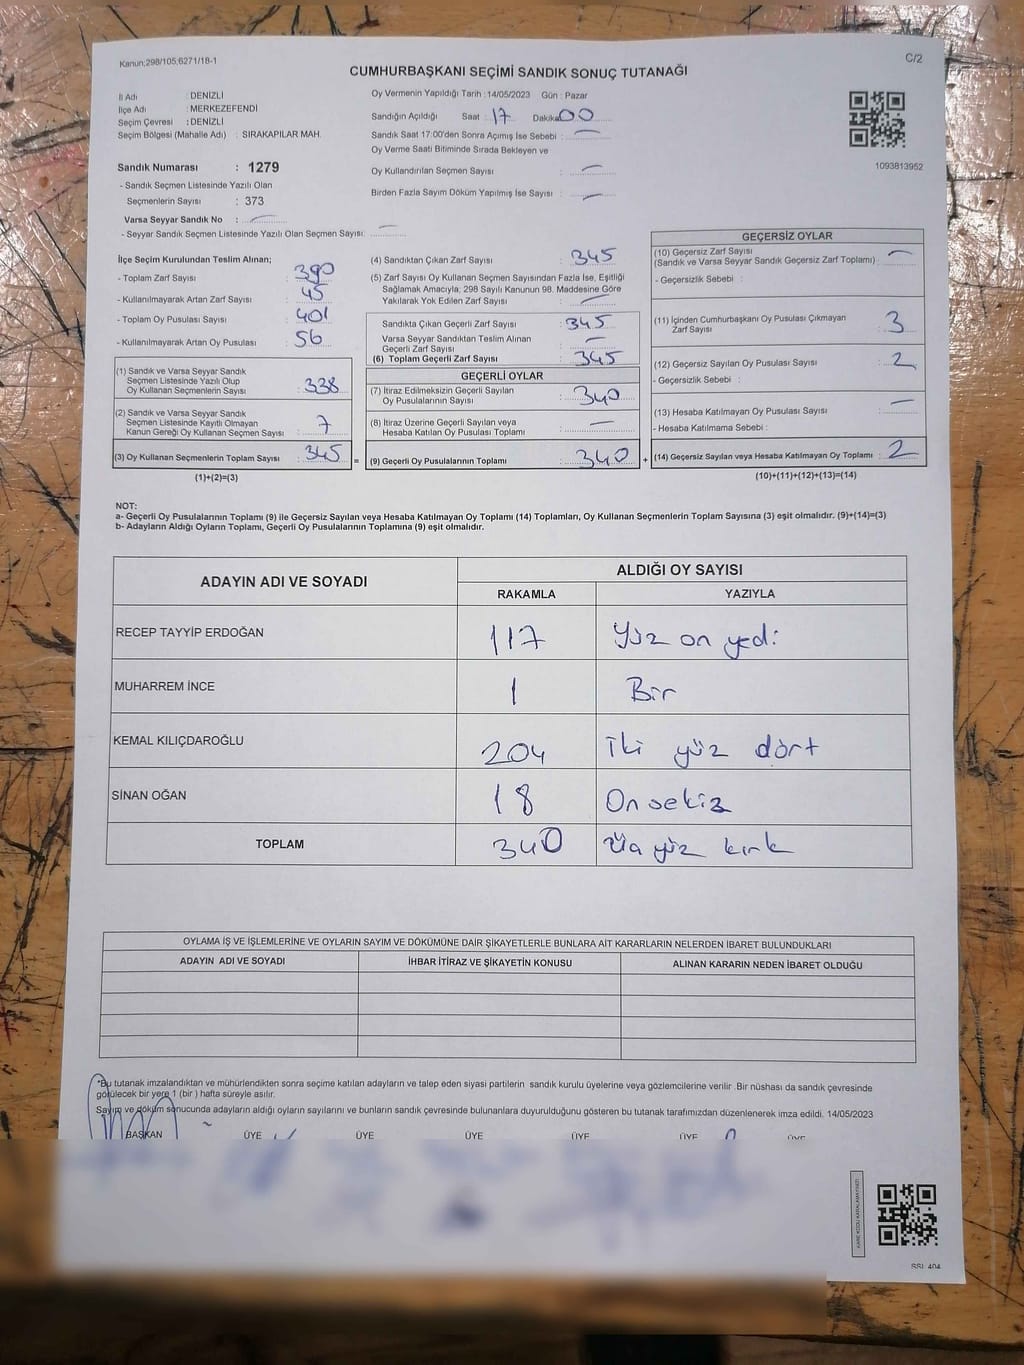 Kanun;298/105;6271/18-1
C/2
CUMHURBAŞKANI SEÇİMİ SANDIK SONUÇ TUTANAĞI
İl Adı : DENİZLİ
İlçe Adı : MERKEZEFENDİ
Seçim Çevresi : DENİZLİ
Seçim Bölgesi (Mahalle Adı) : SIRAKAPILAR MAH.
Sandık Numarası : 1279
- Sandık Seçmen Listesinde Yazılı Olan
Seçmenlerin Sayısı : 373
Varsa Seyyar Sandık No :
- Seyyar Sandık Seçmen Listesinde Yazılı Olan Seçmen Sayısı:
Oy Vermenin Yapıldığı Tarih : 14/05/2023 Gün : Pazar
Sandığın Açıldığı Saat : 17 Dakika 00
Sandık Saat 17:00'den Sonra Açımış İse Sebebi :
Oy Verme Saati Bitiminde Sırada Bekleyen ve
Oy Kullandırılan Seçmen Sayısı :
Birden Fazla Sayım Döküm Yapılmış İse Sayısı :
1093813952
İlçe Seçim Kurulundan Teslim Alınan;
- Toplam Zarf Sayısı : 390
- Kullanılmayarak Artan Zarf Sayısı : 45
- Toplam Oy Pusulası Sayısı : 401
- Kullanılmayarak Artan Oy Pusulası : 56
(1) Sandık ve Varsa Seyyar Sandık
Seçmen Listesinde Yazılı Olup
Oy Kullanan Seçmenlerin Sayısı : 338
(2) Sandık ve Varsa Seyyar Sandık
Seçmen Listesinde Kayıtlı Olmayan
Kanun Gereği Oy Kullanan Seçmen Sayısı : 7
(3) Oy Kullanan Seçmenlerin Toplam Sayısı : 345 =
(1)+(2)=(3)
(4) Sandıktan Çıkan Zarf Sayısı : 345
(5) Zarf Sayısı Oy Kullanan Seçmen Sayısından Fazla İse, Eşitliği
Sağlamak Amacıyla; 298 Sayılı Kanunun 98. Maddesine Göre
Yakılarak Yok Edilen Zarf Sayısı :
Sandıkta Çıkan Geçerli Zarf Sayısı : 345
Varsa Seyyar Sandıktan Teslim Alınan
Geçerli Zarf Sayısı :
(6) Toplam Geçerli Zarf Sayısı : 345
GEÇERLİ OYLAR
(7) İtiraz Edilmeksizin Geçerli Sayılan
Oy Pusulalarının Sayısı : 340
(8) İtiraz Üzerine Geçerli Sayılan veya
Hesaba Katılan Oy Pusulası Toplamı :
(9) Geçerli Oy Pusulalarının Toplamı : 340 +
GEÇERSİZ OYLAR
(10) Geçersiz Zarf Sayısı
(Sandık ve Varsa Seyyar Sandık Geçersiz Zarf Toplamı) :
- Geçersizlik Sebebi :
(11) İçinden Cumhurbaşkanı Oy Pusulası Çıkmayan
Zarf Sayısı : 3
(12) Geçersiz Sayılan Oy Pusulası Sayısı : 2
- Geçersizlik Sebebi :
(13) Hesaba Katılmayan Oy Pusulası Sayısı :
- Hesaba Katılmama Sebebi :
(14) Geçersiz Sayılan veya Hesaba Katılmayan Oy Toplamı : 2
(10)+(11)+(12)+(13)=(14)
NOT:
a- Geçerli Oy Pusulalarının Toplamı (9) ile Geçersiz Sayılan veya Hesaba Katılmayan Oy Toplamı (14) Toplamları, Oy Kullanan Seçmenlerin Toplam Sayısına (3) eşit olmalıdır. (9)+(14)=(3)
b- Adayların Aldığı Oyların Toplamı, Geçerli Oy Pusulalarının Toplamına (9) eşit olmalıdır.
ADAYIN ADI VE SOYADI
ALDIĞI OY SAYISI
RAKAMLA YAZIYLA
RECEP TAYYİP ERDOĞAN 117 Yüz on yedi
MUHARREM İNCE 1 Bir
KEMAL KILIÇDAROĞLU 204 İki yüz dört
SİNAN OĞAN 18 On sekiz
TOPLAM 340 Üç yüz kırk
OYLAMA İŞ VE İŞLEMLERİNE VE OYLARIN SAYIM VE DÖKÜMÜNE DAİR ŞİKAYETLERLE BUNLARA AİT KARARLARIN NELERDEN İBARET BULUNDUKLARI
ADAYIN ADI VE SOYADI İHBAR İTİRAZ VE ŞİKAYETİN KONUSU ALINAN KARARIN NEDEN İBARET OLDUĞU
*Bu tutanak imzalandıktan ve mühürlendikten sonra seçime katılan adayların ve talep eden siyasi partilerin sandık kurulu üyelerine veya gözlemcilerine verilir .Bir nüshası da sandık çevresinde
görülecek bir yere 1 (bir ) hafta süreyle asılır.
Sayım ve döküm sonucunda adayların aldığı oyların sayılarını ve bunların sandık çevresinde bulunanlara duyurulduğunu gösteren bu tutanak tarafımızdan düzenlenerek imza edildi. 14/05/2023
BAŞKAN ÜYE ÜYE ÜYE ÜYE ÜYE ÜYE